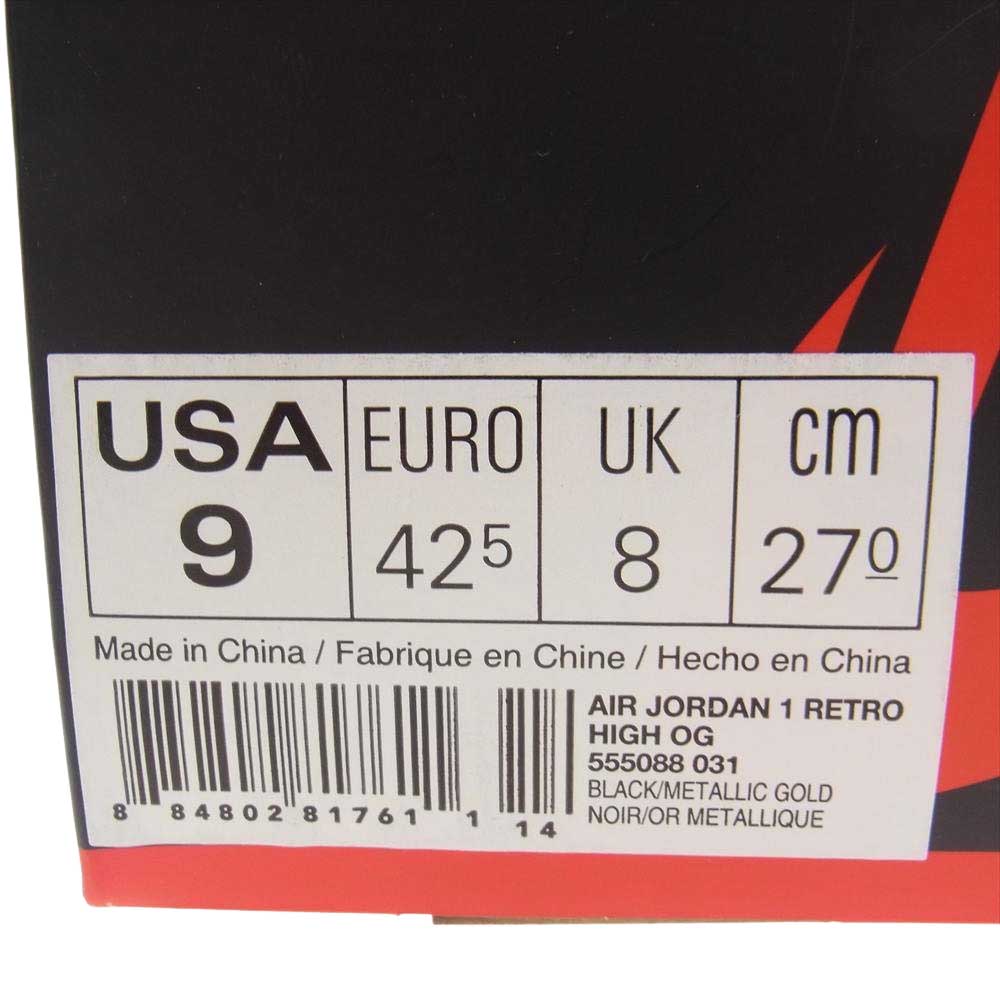 USA EURO UK cm
9 42⁵ 8 27⁰
Made in China / Fabrique en Chine / Hecho en China
AIR JORDAN 1 RETRO
HIGH OG
555088 031
BLACK/METALLIC GOLD
NOIR/OR METALLIQUE
8 84802 81761 1 14